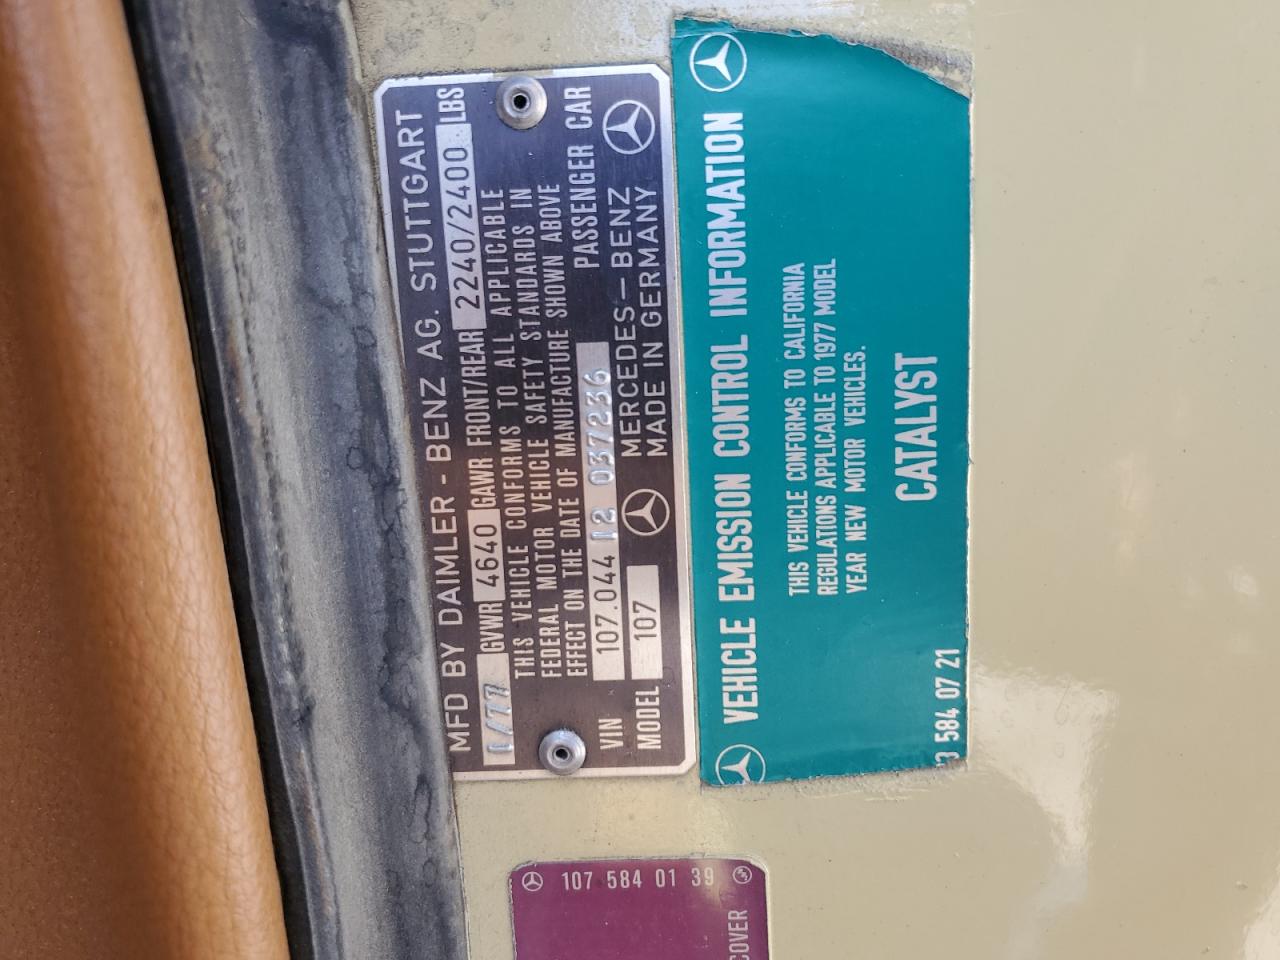 MFD BY DAIMLER - BENZ AG. STUTTGART
1/77 GVWR 4640 GAWR FRONT/REAR 2240/2400 LBS
THIS VEHICLE CONFORMS TO ALL APPLICABLE
FEDERAL MOTOR VEHICLE SAFETY STANDARDS IN
EFFECT ON THE DATE OF MANUFACTURE SHOWN ABOVE
PASSENGER CAR
VIN 107.044 12 037236
MERCEDES-BENZ
MODEL 107
MADE IN GERMANY
VEHICLE EMISSION CONTROL INFORMATION
THIS VEHICLE CONFORMS TO CALIFORNIA
REGULATIONS APPLICABLE TO 1977 MODEL
YEAR NEW MOTOR VEHICLES.
CATALYST
584 07 21
107 584 01 39
COVER